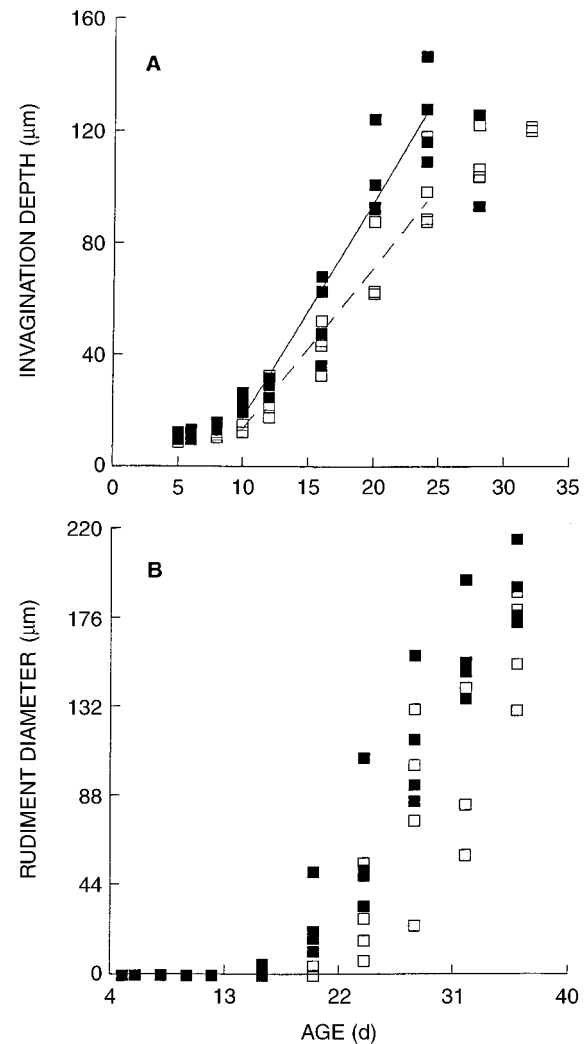 160
A
120
80
40
0
INVAGINATION DEPTH (μm)
0 5 10 15 20 25 30 35
220
B
176
132
88
44
0
RUDIMENT DIAMETER (μm)
4 13 22 31 40
AGE (d)